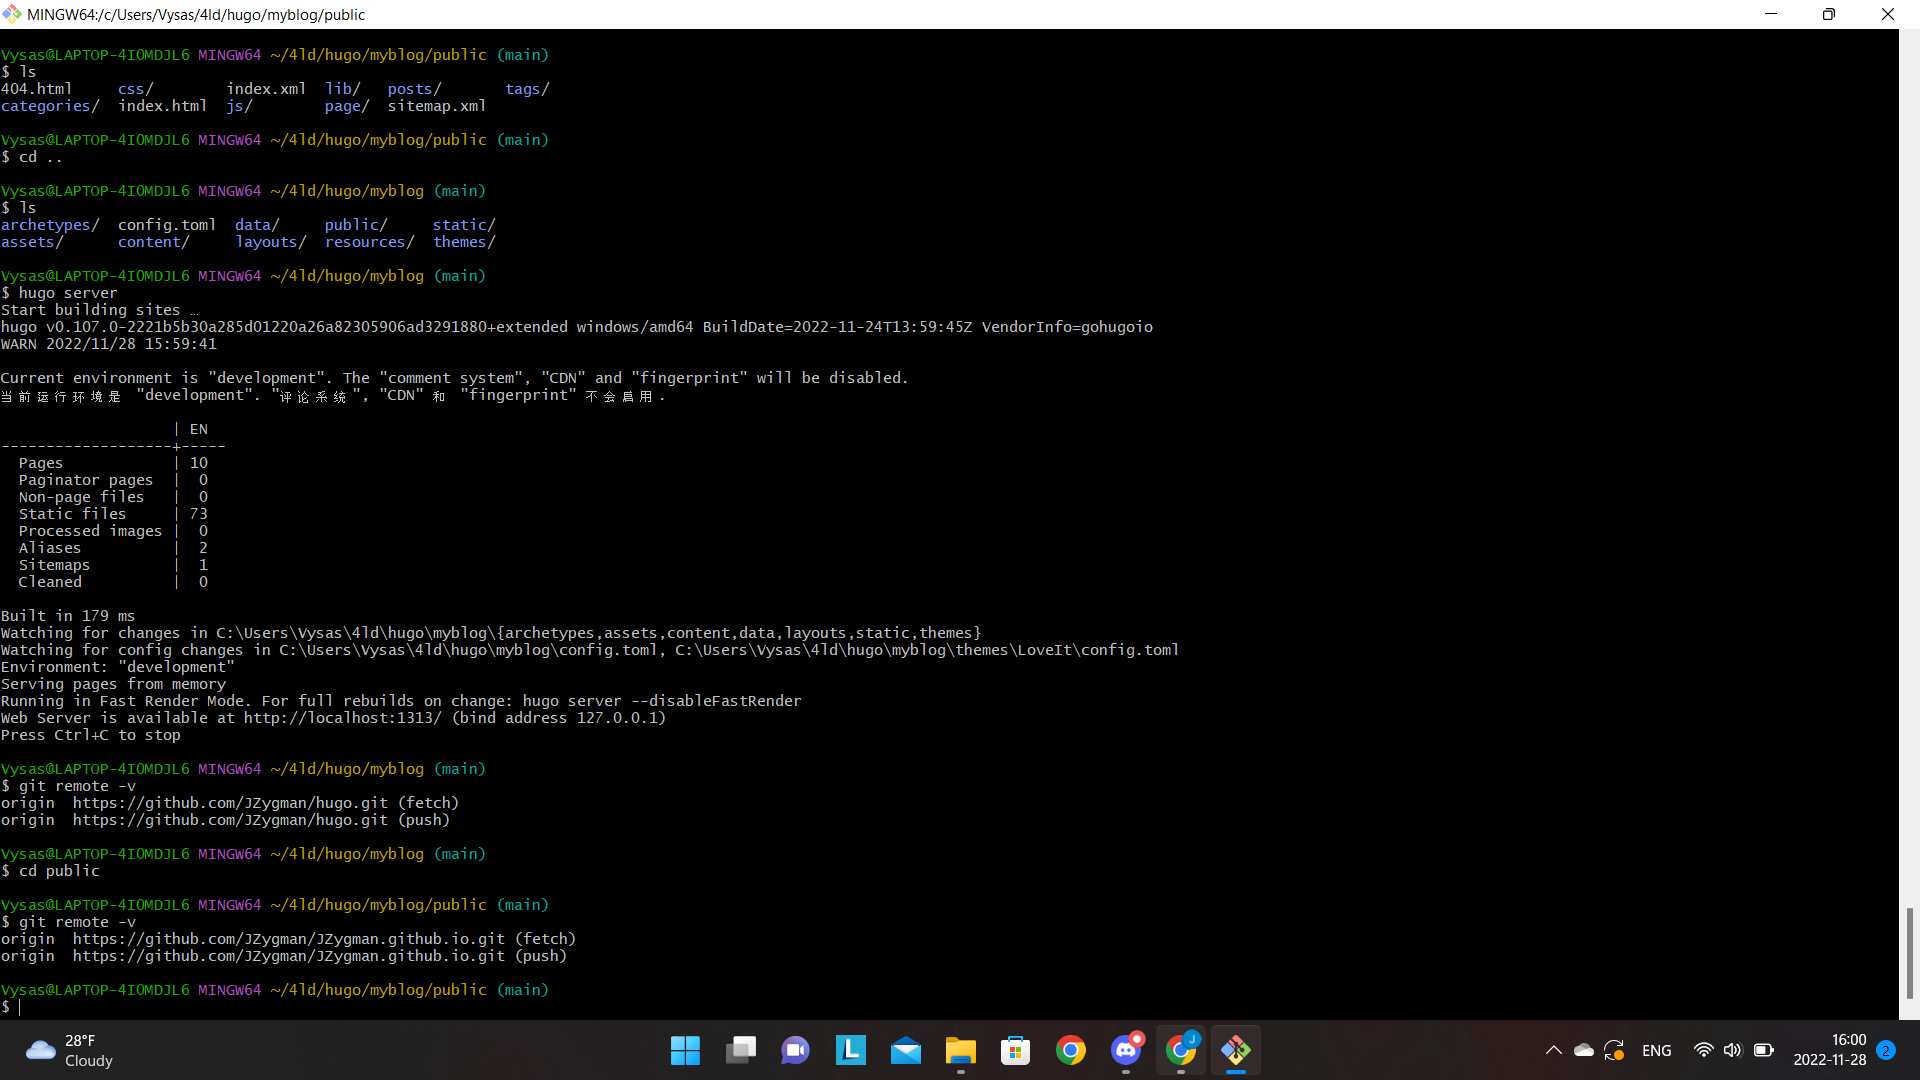 MINGW64:/c/Users/Vysas/4ld/hugo/myblog/public
Vysas@LAPTOP-4I0MDJL6 MINGW64 ~/4ld/hugo/myblog/public (main)
$ ls
404.html     css/        index.xml  lib/   posts/       tags/
categories/  index.html  js/        page/  sitemap.xml
Vysas@LAPTOP-4I0MDJL6 MINGW64 ~/4ld/hugo/myblog/public (main)
$ cd ..
Vysas@LAPTOP-4I0MDJL6 MINGW64 ~/4ld/hugo/myblog (main)
$ ls
archetypes/  config.toml  data/     public/     static/
assets/      content/     layouts/  resources/  themes/
Vysas@LAPTOP-4I0MDJL6 MINGW64 ~/4ld/hugo/myblog (main)
$ hugo server
Start building sites …
hugo v0.107.0-2221b5b30a285d01220a26a82305906ad3291880+extended windows/amd64 BuildDate=2022-11-24T13:59:45Z VendorInfo=gohugoio
WARN 2022/11/28 15:59:41
Current environment is "development". The "comment system", "CDN" and "fingerprint" will be disabled.
当前运行环境是 "development". "评论系统", "CDN" 和 "fingerprint" 不会启用.
                   | EN
-------------------+-----
  Pages            | 10
  Paginator pages  |  0
  Non-page files   |  0
  Static files     | 73
  Processed images |  0
  Aliases          |  2
  Sitemaps         |  1
  Cleaned          |  0
Built in 179 ms
Watching for changes in C:\Users\Vysas\4ld\hugo\myblog\{archetypes,assets,content,data,layouts,static,themes}
Watching for config changes in C:\Users\Vysas\4ld\hugo\myblog\config.toml, C:\Users\Vysas\4ld\hugo\myblog\themes\LoveIt\config.toml
Environment: "development"
Serving pages from memory
Running in Fast Render Mode. For full rebuilds on change: hugo server --disableFastRender
Web Server is available at http://localhost:1313/ (bind address 127.0.0.1)
Press Ctrl+C to stop
Vysas@LAPTOP-4I0MDJL6 MINGW64 ~/4ld/hugo/myblog (main)
$ git remote -v
origin  https://github.com/JZygman/hugo.git (fetch)
origin  https://github.com/JZygman/hugo.git (push)
Vysas@LAPTOP-4I0MDJL6 MINGW64 ~/4ld/hugo/myblog (main)
$ cd public
Vysas@LAPTOP-4I0MDJL6 MINGW64 ~/4ld/hugo/myblog/public (main)
$ git remote -v
origin  https://github.com/JZygman/JZygman.github.io.git (fetch)
origin  https://github.com/JZygman/JZygman.github.io.git (push)
Vysas@LAPTOP-4I0MDJL6 MINGW64 ~/4ld/hugo/myblog/public (main)
$
28°F
Cloudy
L
J
ENG
16:00
2022-11-28
2